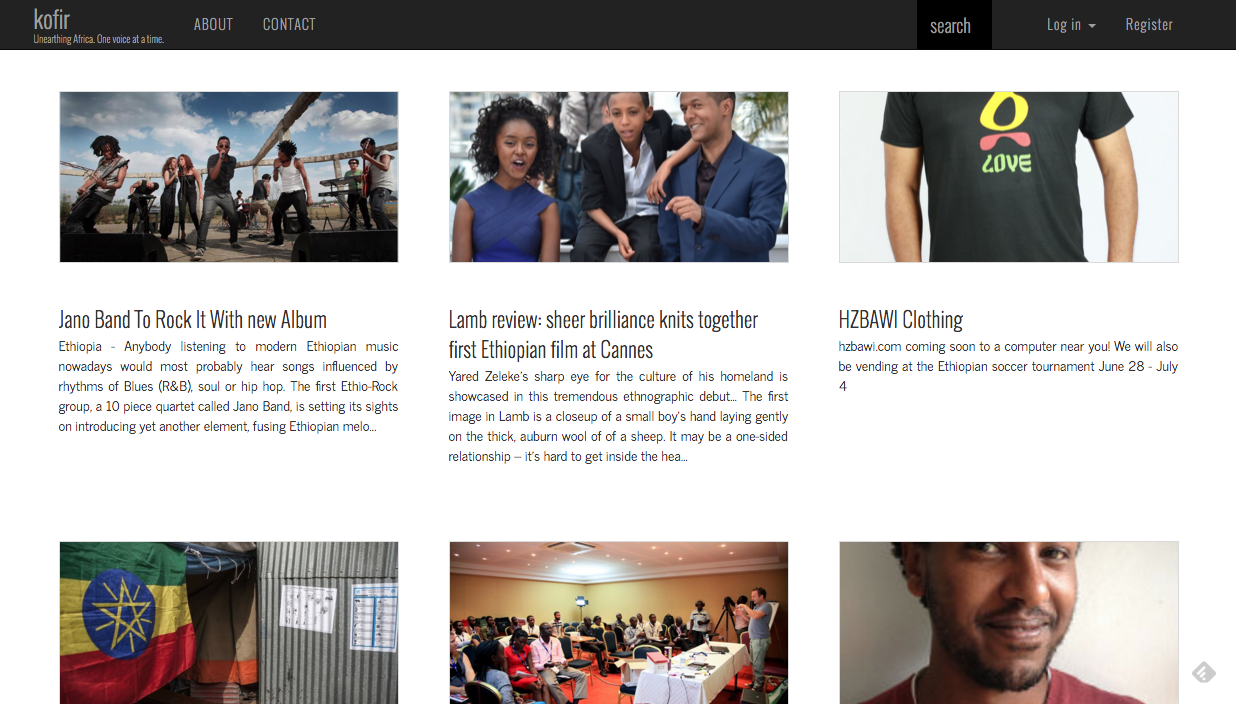 kofir
Unearthing Africa. One voice at a time.
ABOUT
CONTACT
search
Log in
Register
LOVE
Jano Band To Rock It With new Album
Ethiopia - Anybody listening to modern Ethiopian music
nowadays would most probably hear songs influenced by
rhythms of Blues (R&B), soul or hip hop. The first Ethio-Rock
group, a 10 piece quartet called Jano Band, is setting its sights
on introducing yet another element, fusing Ethiopian melo...
Lamb review: sheer brilliance knits together
first Ethiopian film at Cannes
Yared Zeleke's sharp eye for the culture of his homeland is
showcased in this tremendous ethnographic debut... The first
image in Lamb is a closeup of a small boy's hand laying gently
on the thick, auburn wool of of a sheep. It may be a one-sided
relationship – it's hard to get inside the hea...
HZBAWI Clothing
hzbawi.com coming soon to a computer near you! We will also
be vending at the Ethiopian soccer tournament June 28 - July
4